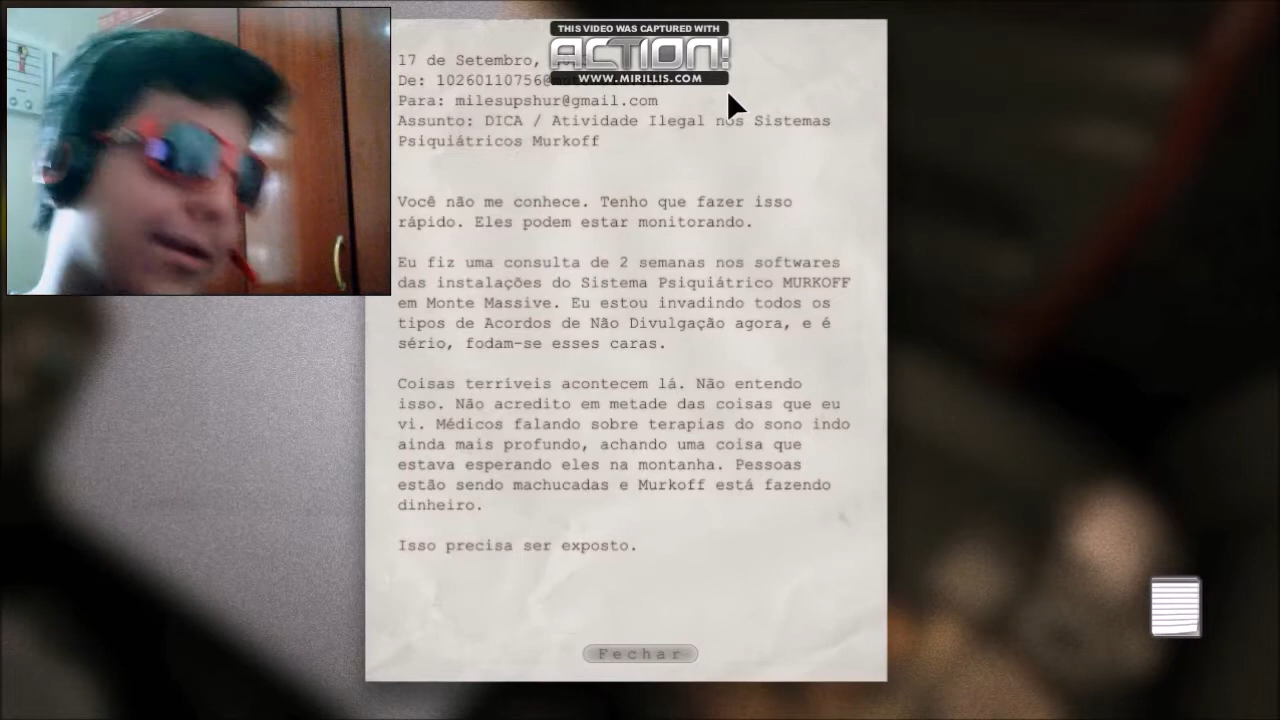 THIS VIDEO WAS CAPTURED WITH
ACTION!
WWW.MIRILLIS.COM
17 de Setembro,
De: 10260110756@
Para: milesupshur@gmail.com
Assunto: DICA / Atividade Ilegal nos Sistemas
Psiquiátricos Murkoff
Você não me conhece. Tenho que fazer isso
rápido. Eles podem estar monitorando.
Eu fiz uma consulta de 2 semanas nos softwares
das instalações do Sistema Psiquiátrico MURKOFF
em Monte Massive. Eu estou invadindo todos os
tipos de Acordos de Não Divulgação agora, e é
sério, fodam-se esses caras.
Coisas terríveis acontecem lá. Não entendo
isso. Não acredito em metade das coisas que eu
vi. Médicos falando sobre terapias do sono indo
ainda mais profundo, achando uma coisa que
estava esperando eles na montanha. Pessoas
estão sendo machucadas e Murkoff está fazendo
dinheiro.
Isso precisa ser exposto.
Fechar